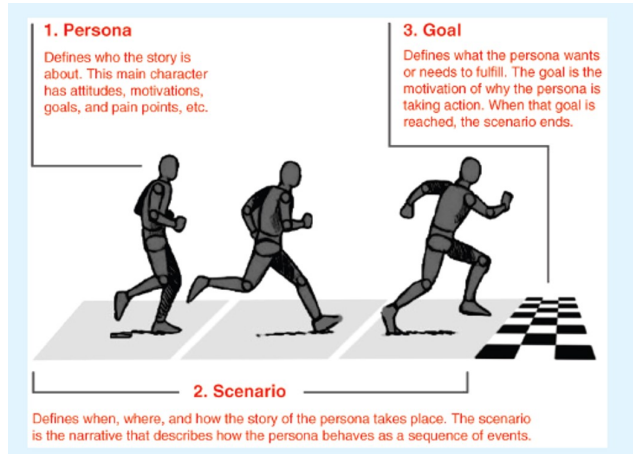 1. Persona
Defines who the story is
about. This main character
has attitudes, motivations,
goals, and pain points, etc.
3. Goal
Defines what the persona wants
or needs to fulfill. The goal is the
motivation of why the persona is
taking action. When that goal is
reached, the scenario ends.
2. Scenario
Defines when, where, and how the story of the persona takes place. The scenario
is the narrative that describes how the persona behaves as a sequence of events.